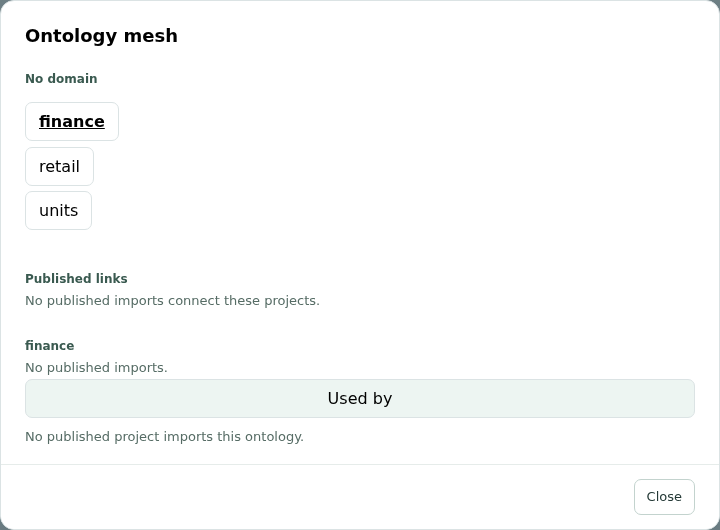 Ontology mesh
No domain
finance
retail
units
Published links
No published imports connect these projects.
finance
No published imports.
Used by
No published project imports this ontology.
Close